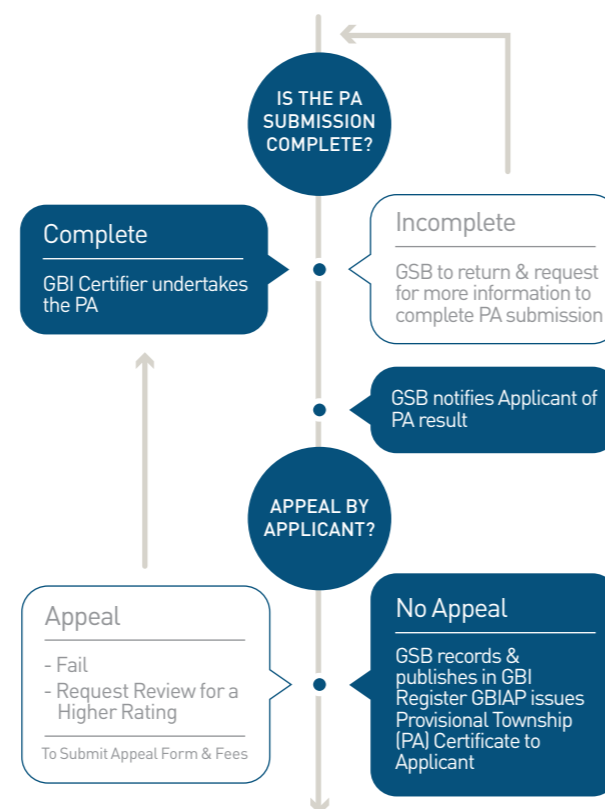 IS THE PA
SUBMISSION
COMPLETE?
Complete
GBI Certifier undertakes
the PA
Incomplete
GSB to return & request
for more information to
complete PA submission
GSB notifies Applicant of
PA result
APPEAL BY
APPLICANT?
Appeal
- Fail
- Request Review for a
Higher Rating
To Submit Appeal Form & Fees
No Appeal
GSB records &
publishes in GBI
Register GBIAP issues
Provisional Township
(PA) Certificate to
Applicant